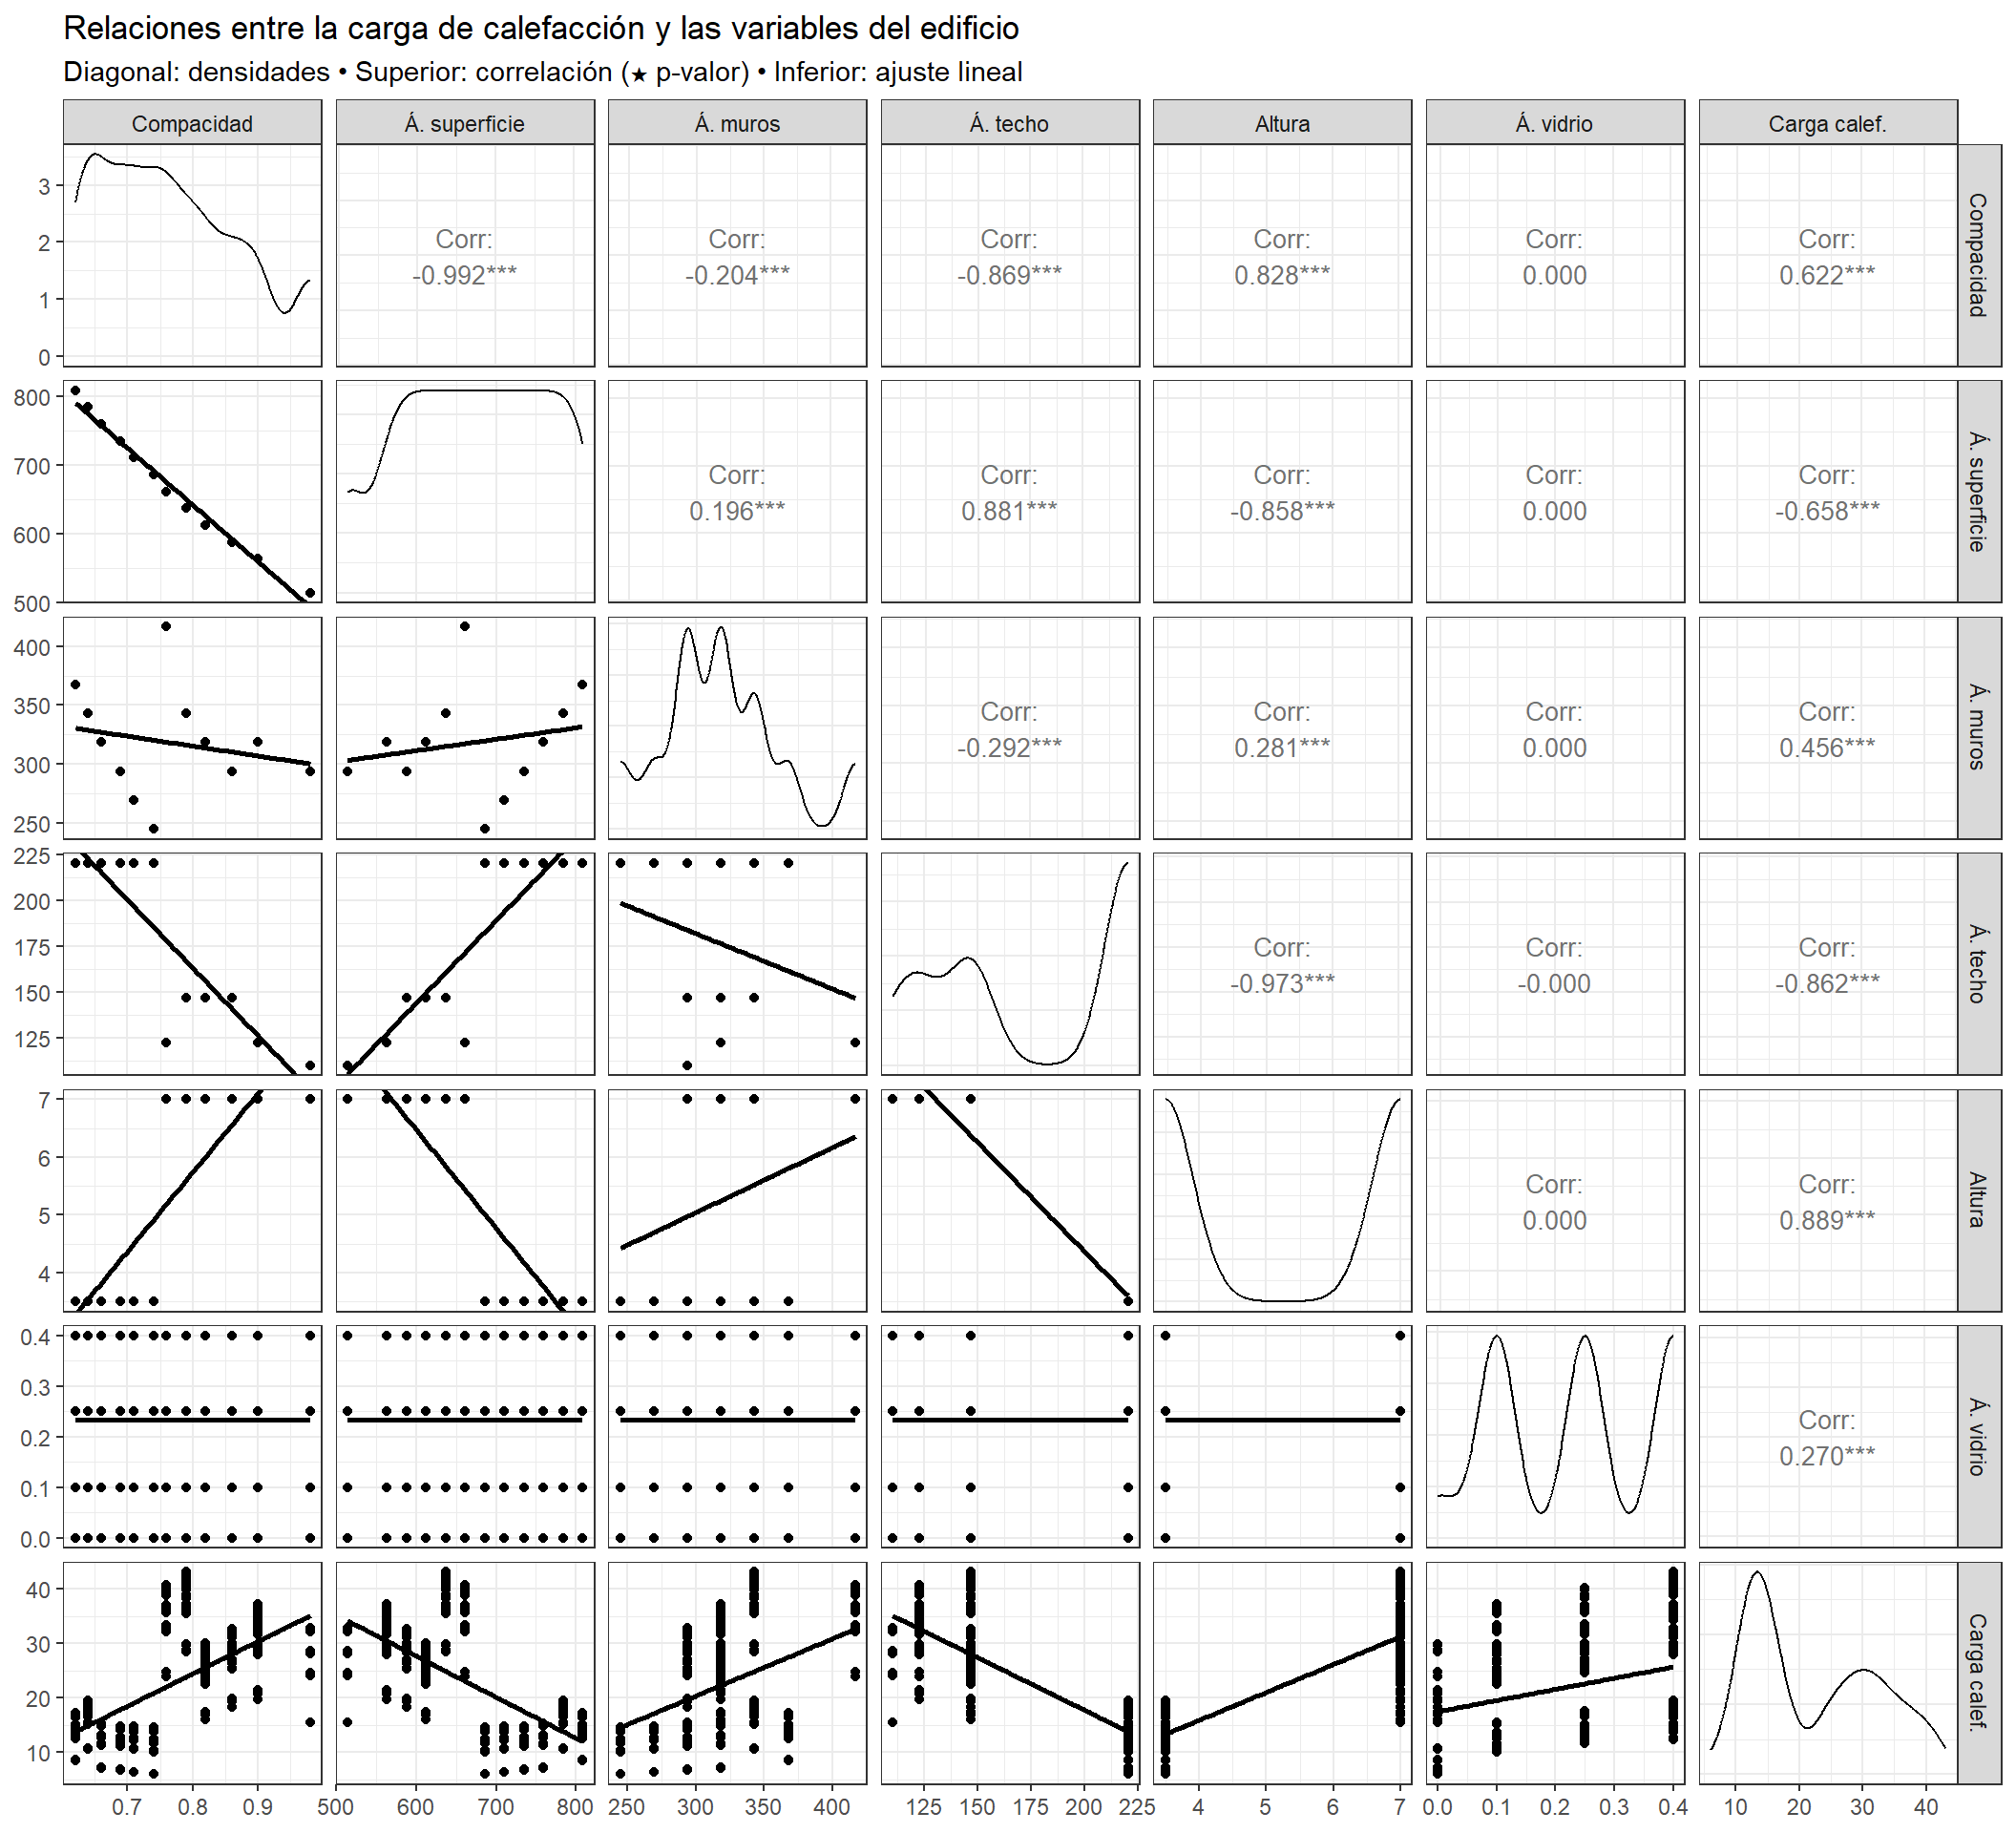 Relaciones entre la carga de calefacción y las variables del edificio
Diagonal: densidades • Superior: correlación (★ p-valor) • Inferior: ajuste lineal
Compacidad Á. superficie Á. muros Á. techo Altura Á. vidrio Carga calef.
3
2
1
0
Corr: Corr: Corr: Corr: Corr: Corr:
-0.992*** -0.204*** -0.869*** 0.828*** 0.000 0.622***
Compacidad
800
700
600
500
Corr: Corr: Corr: Corr: Corr:
0.196*** 0.881*** -0.858*** 0.000 -0.658***
Á. superficie
400
350
300
250
Corr: Corr: Corr: Corr:
-0.292*** 0.281*** 0.000 0.456***
Á. muros
225
200
175
150
125
Corr: Corr: Corr:
-0.973*** -0.000 -0.862***
Á. techo
7
6
5
4
Corr: Corr:
0.000 0.889***
Altura
0.4
0.3
0.2
0.1
0.0
Corr:
0.270***
Á. vidrio
40
30
20
10
Carga calef.
0.7 0.8 0.9 500 600 700 800 250 300 350 400 125 150 175 200 225 4 5 6 7 0.0 0.1 0.2 0.3 0.4 10 20 30 40